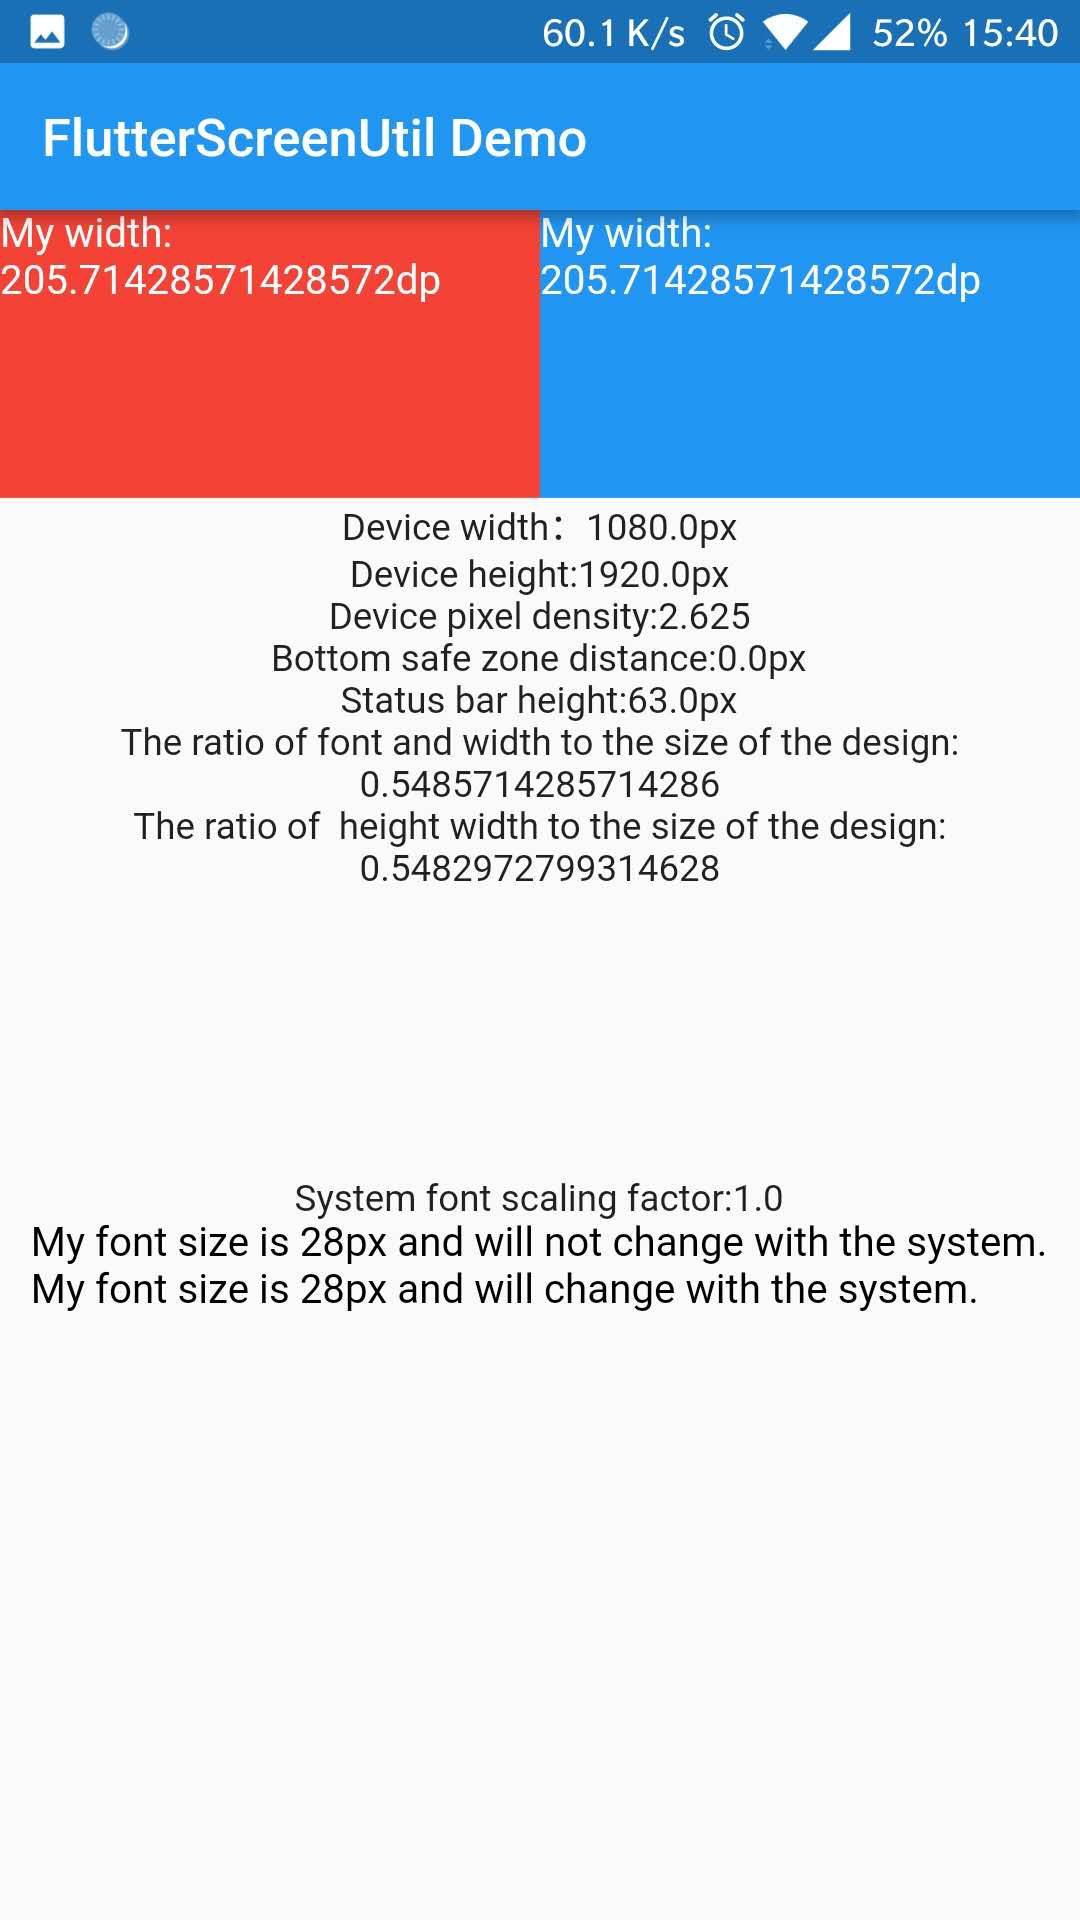 60.1 K/s 52% 15:40
FlutterScreenUtil Demo
My width:
205.71428571428572dp
My width:
205.71428571428572dp
Device width：1080.0px
Device height:1920.0px
Device pixel density:2.625
Bottom safe zone distance:0.0px
Status bar height:63.0px
The ratio of font and width to the size of the design:
0.5485714285714286
The ratio of  height width to the size of the design:
0.5482972799314628
System font scaling factor:1.0
My font size is 28px and will not change with the system.
My font size is 28px and will change with the system.